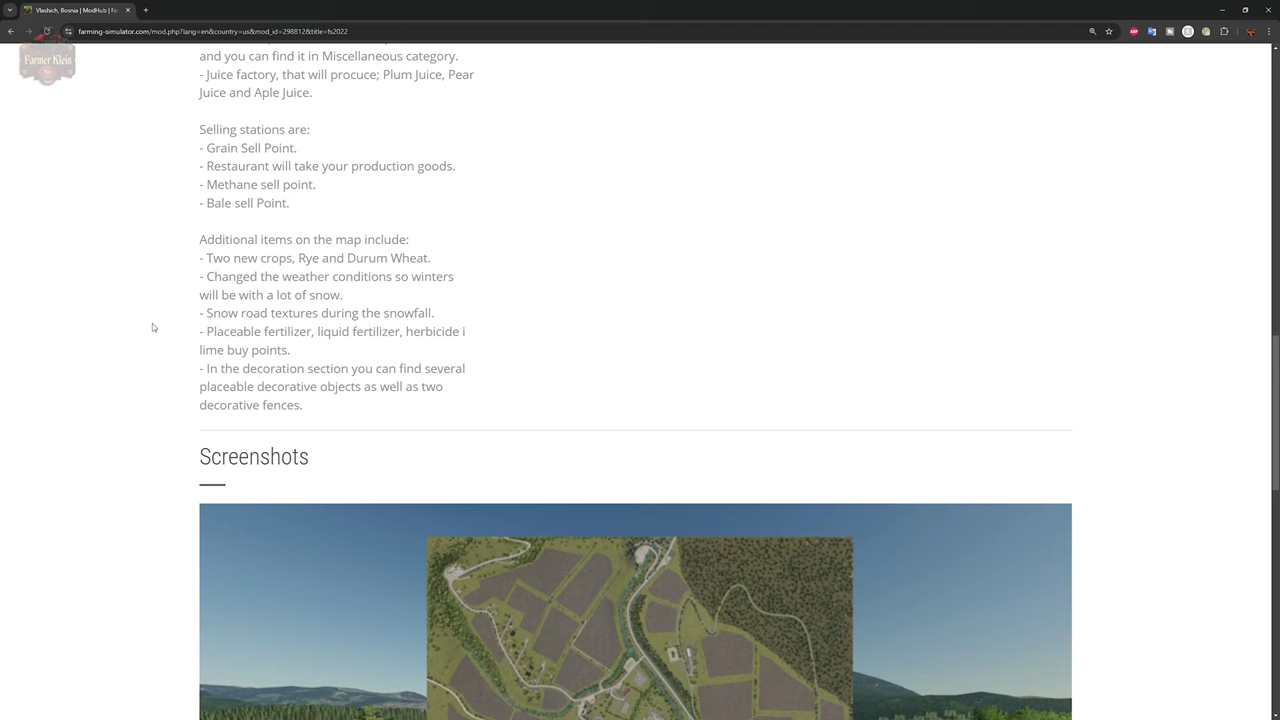 Vlashich, Bosnia | ModHub | Fa
farming-simulator.com/mod.php?lang=en&country=us&mod_id=298812&title=fs2022
Farmer Klein
and you can find it in Miscellaneous category.
- Juice factory, that will procuce; Plum Juice, Pear
Juice and Aple Juice.
Selling stations are:
- Grain Sell Point.
- Restaurant will take your production goods.
- Methane sell point.
- Bale sell Point.
Additional items on the map include:
- Two new crops, Rye and Durum Wheat.
- Changed the weather conditions so winters
will be with a lot of snow.
- Snow road textures during the snowfall.
- Placeable fertilizer, liquid fertilizer, herbicide i
lime buy points.
- In the decoration section you can find several
placeable decorative objects as well as two
decorative fences.
Screenshots